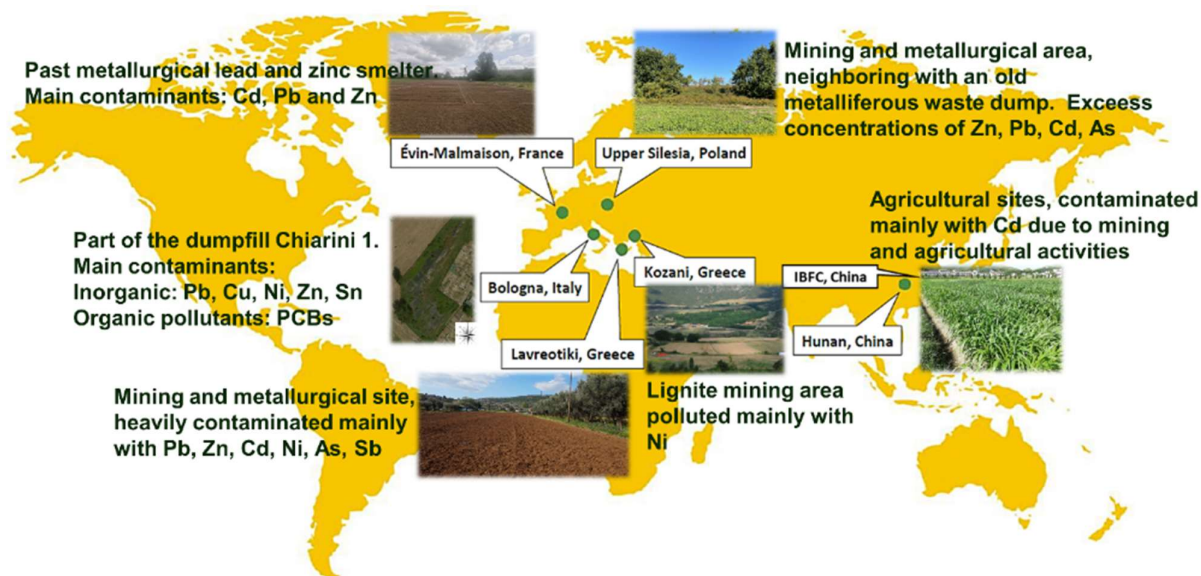 Past metallurgical lead and zinc smelter.
Main contaminants: Cd, Pb and Zn
Mining and metallurgical area,
neighboring with an old
metalliferous waste dump. Exceess
concentrations of Zn, Pb, Cd, As
Évin-Malmaison, France
Upper Silesia, Poland
Agricultural sites, contaminated
mainly with Cd due to mining
and agricultural activities
Part of the dumpfill Chiarini 1.
Main contaminants:
Inorganic: Pb, Cu, Ni, Zn, Sn
Organic pollutants: PCBs
Bologna, Italy
Kozani, Greece
IBFC, China
Hunan, China
Lavreotiki, Greece
Mining and metallurgical site,
heavily contaminated mainly
with Pb, Zn, Cd, Ni, As, Sb
Lignite mining area
polluted mainly with
Ni